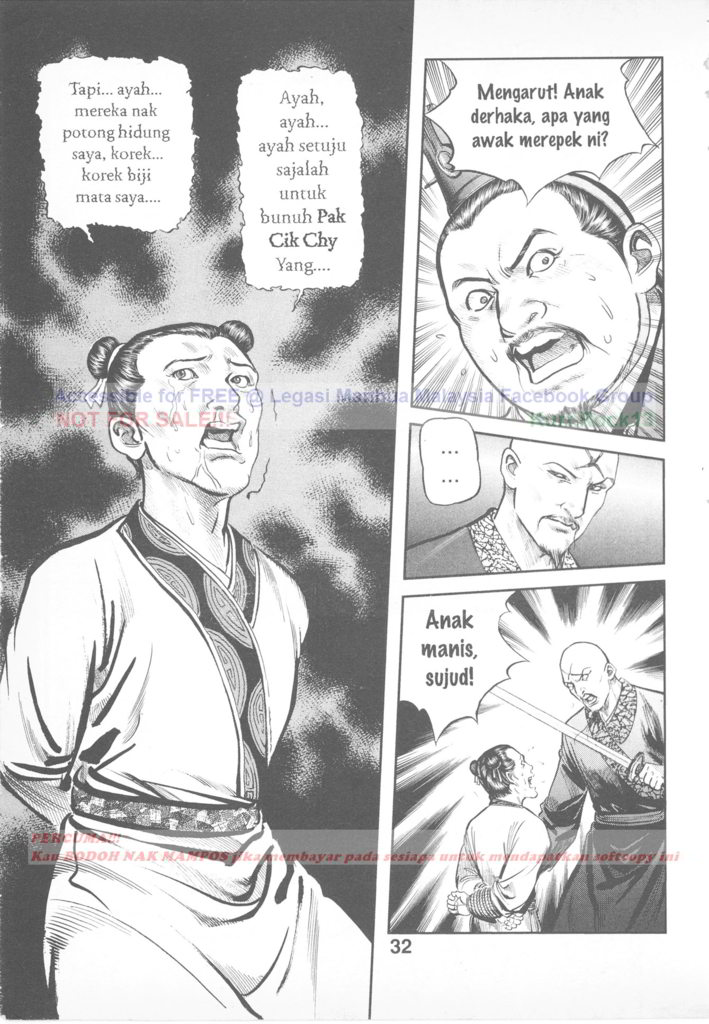 Tapi... ayah...
mereka nak
potong hidung
saya, korek...
korek biji
mata saya....
Ayah,
ayah...
ayah setuju
sajalah
untuk
bunuh Pak
Cik Chy
Yang....
Mengarut! Anak
derhaka, apa yang
awak merepek ni?
...
...
Anak
manis,
sujud!
Accessible for FREE @ Legasi Manhua Malaysia Facebook Group
NOT FOR SALE!!!
PERCUMA!!!
Kau BODOH NAK MAMPOS jika membayar pada sesiapa untuk mendapatkan softcopy ini
32